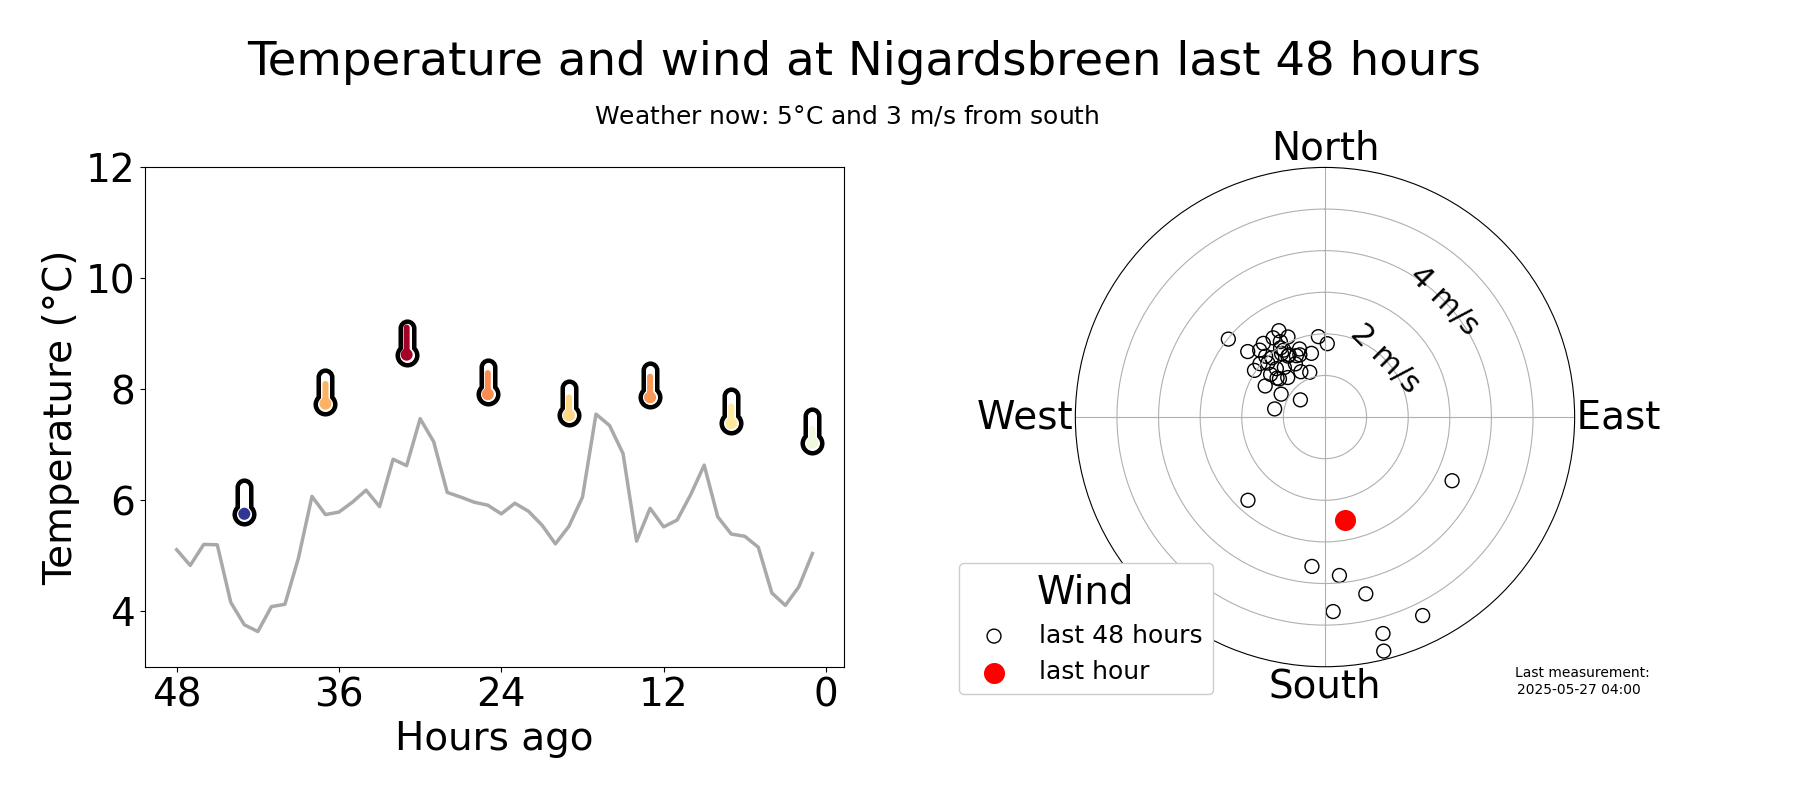 Temperature and wind at Nigardsbreen last 48 hours
Weather now: 5°C and 3 m/s from south
Temperature (°C)
12
10
8
6
4
48 36 24 12 0
Hours ago
North
West
East
South
4 m/s
2 m/s
Wind
last 48 hours
last hour
Last measurement:
2025-05-27 04:00